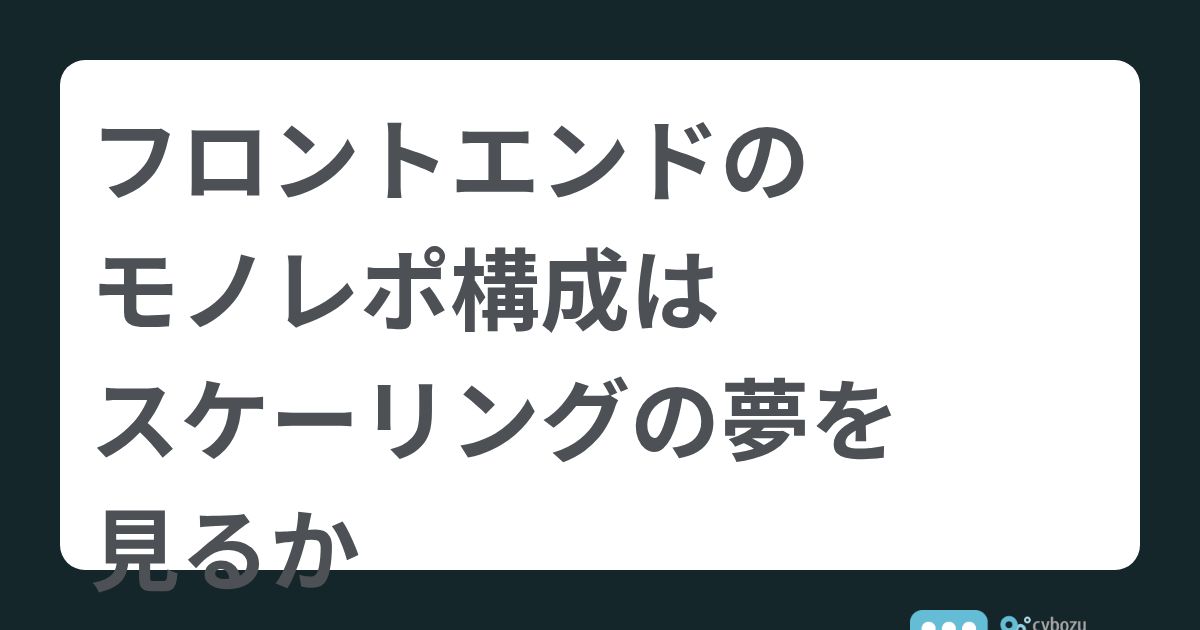 フロントエンドの
モノレポ構成は
スケーリングの夢を
見るか
cybozu